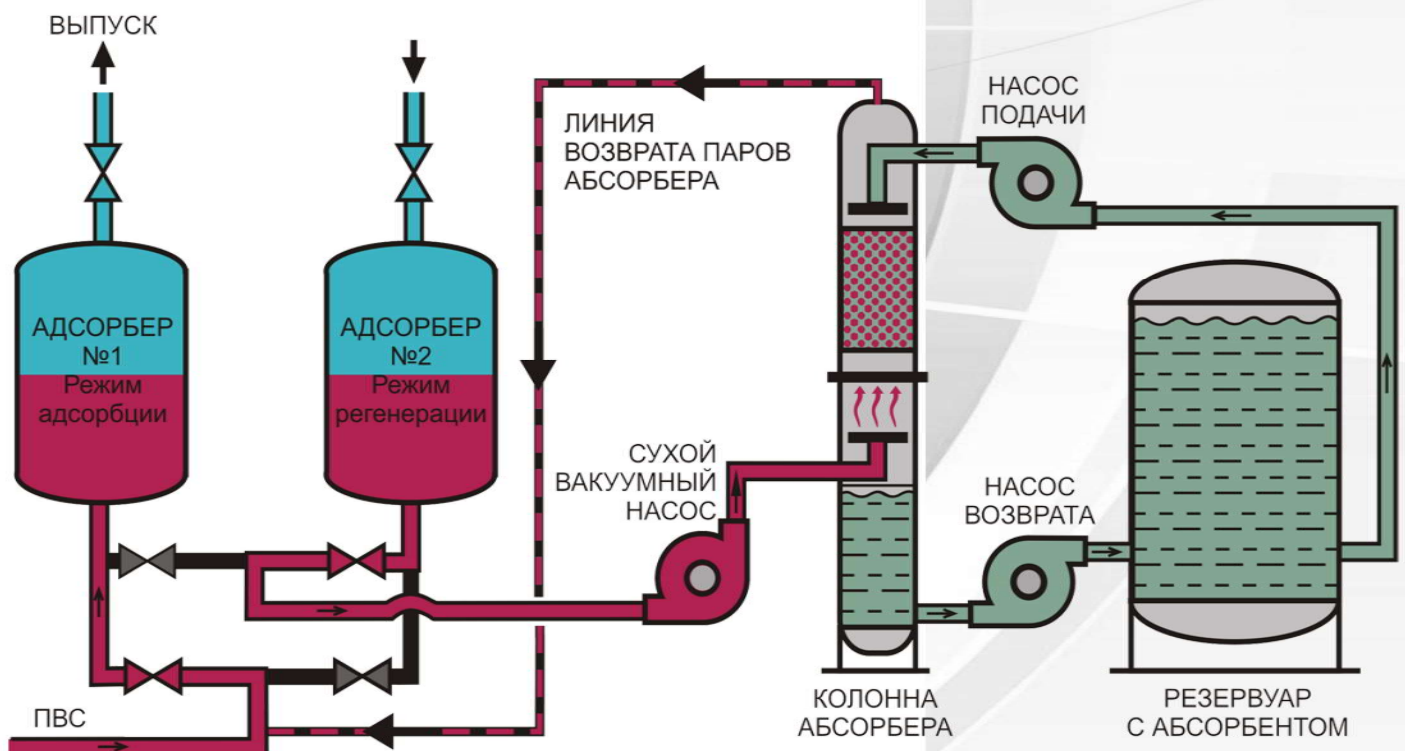 ВЫПУСК
НАСОС
ПОДАЧИ
ЛИНИЯ
ВОЗВРАТА ПАРОВ
АБСОРБЕРА
АДСОРБЕР
№1
Режим
адсорбции
АДСОРБЕР
№2
Режим
регенерации
СУХОЙ
ВАКУУМНЫЙ
НАСОС
НАСОС
ВОЗВРАТА
ПВС
КОЛОННА
АБСОРБЕРА
РЕЗЕРВУАР
С АБСОРБЕНТОМ